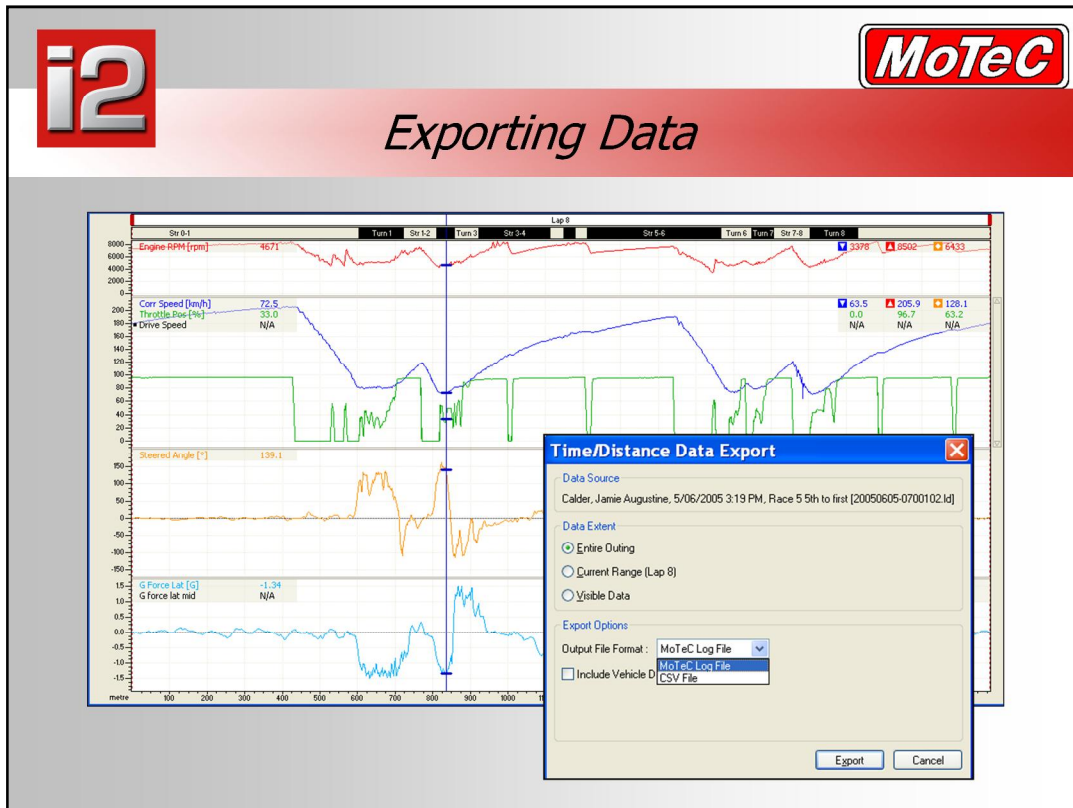 i2
MoTeC
Exporting Data
Lap 8
Str 0-1 Turn 1 Str 1-2 Turn 3 Str 3-4 Str 5-6 Turn 6 Turn 7 Str 7-8 Turn 8
Engine RPM [rpm] 4671 3378 8502 6433
8000
6000
4000
2000
0
Corr Speed [km/h] 72.5 63.5 205.9 128.1
Throttle Pos [%] 33.0 0.0 96.7 63.2
Drive Speed N/A N/A N/A N/A
200
180
160
140
120
100
80
60
40
20
0
Steered Angle [°] 139.1
150
100
50
0
-50
-100
-150
G Force Lat [G] -1.34
G force lat mid N/A
1.5
1.0
0.5
0.0
-0.5
-1.0
-1.5
metre 100 200 300 400 500 600 700 800 900 1000
Time/Distance Data Export
Data Source
Calder, Jamie Augustine, 5/06/2005 3:19 PM, Race 5 5th to first [20050605-0700102.ld]
Data Extent
Entire Outing
Current Range (Lap 8)
Visible Data
Export Options
Output File Format : MoTeC Log File
MoTeC Log File
CSV File
Include Vehicle D
Export Cancel